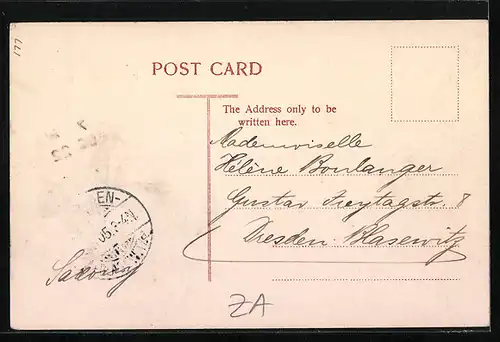 177
POST CARD
The Address only to be
written here.
Mademoiselle
Hélène Boulanger
Gustav Freytagstr. 8
Dresden Blasewitz
Saxony
ZA